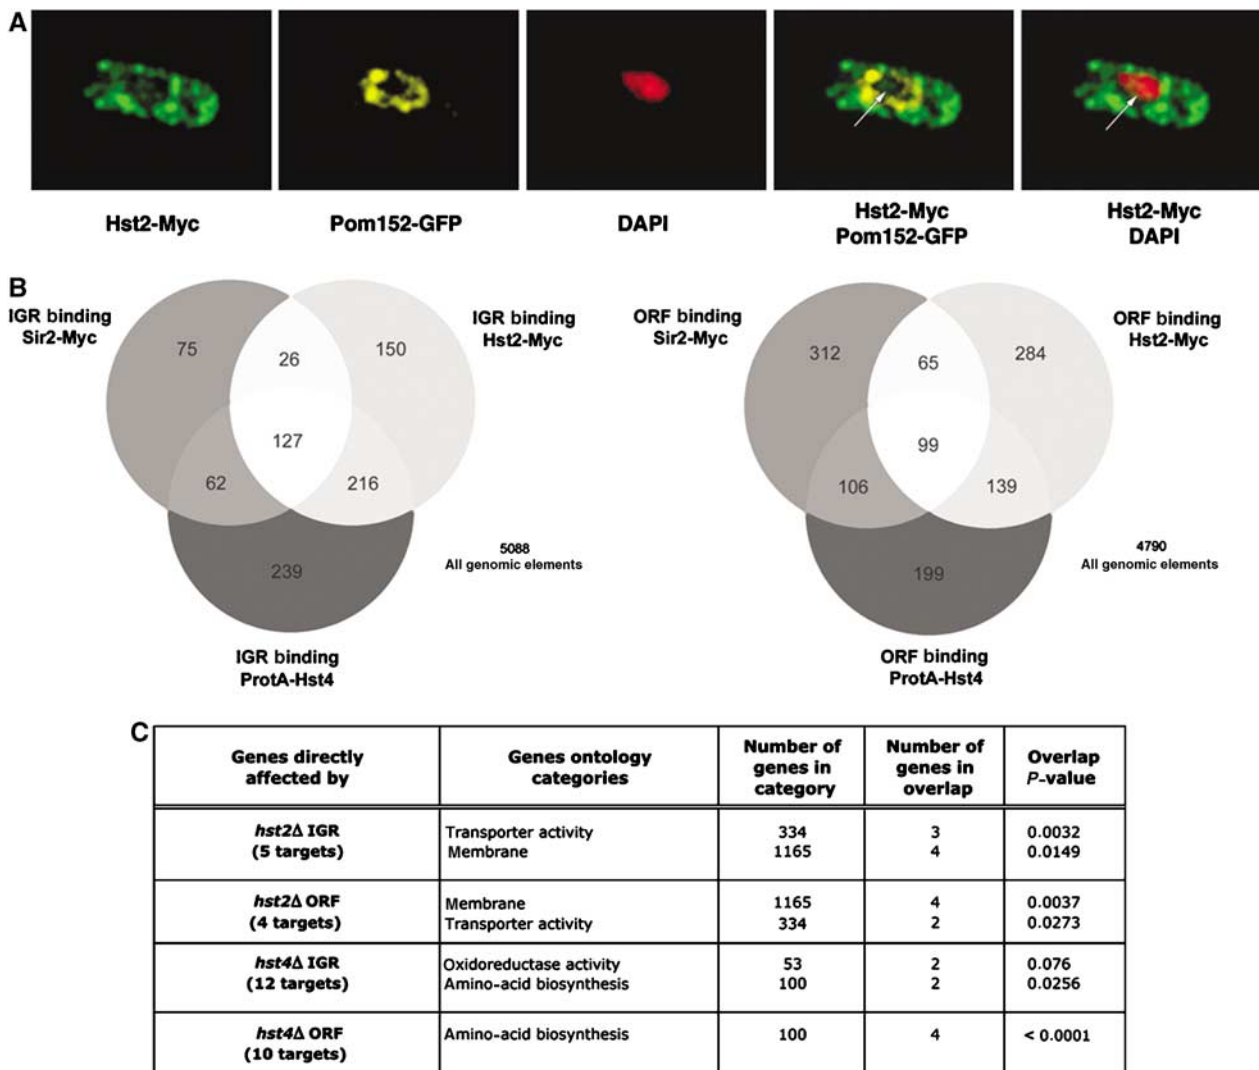 A
Hst2-Myc
Pom152-GFP
DAPI
Hst2-Myc
Pom152-GFP
Hst2-Myc
DAPI
B
IGR binding
Sir2-Myc
75
26
150
IGR binding
Hst2-Myc
127
62
216
239
5088
All genomic elements
IGR binding
ProtA-Hst4
ORF binding
Sir2-Myc
312
65
284
ORF binding
Hst2-Myc
99
106
139
199
4790
All genomic elements
ORF binding
ProtA-Hst4
C
Genes directly affected by | Genes ontology categories | Number of genes in category | Number of genes in overlap | Overlap P-value
hst2Δ IGR (5 targets) | Transporter activity | 334 | 3 | 0.0032
Membrane | 1165 | 4 | 0.0149
hst2Δ ORF (4 targets) | Membrane | 1165 | 4 | 0.0037
Transporter activity | 334 | 2 | 0.0273
hst4Δ IGR (12 targets) | Oxidoreductase activity | 53 | 2 | 0.076
Amino-acid biosynthesis | 100 | 2 | 0.0256
hst4Δ ORF (10 targets) | Amino-acid biosynthesis | 100 | 4 | < 0.0001